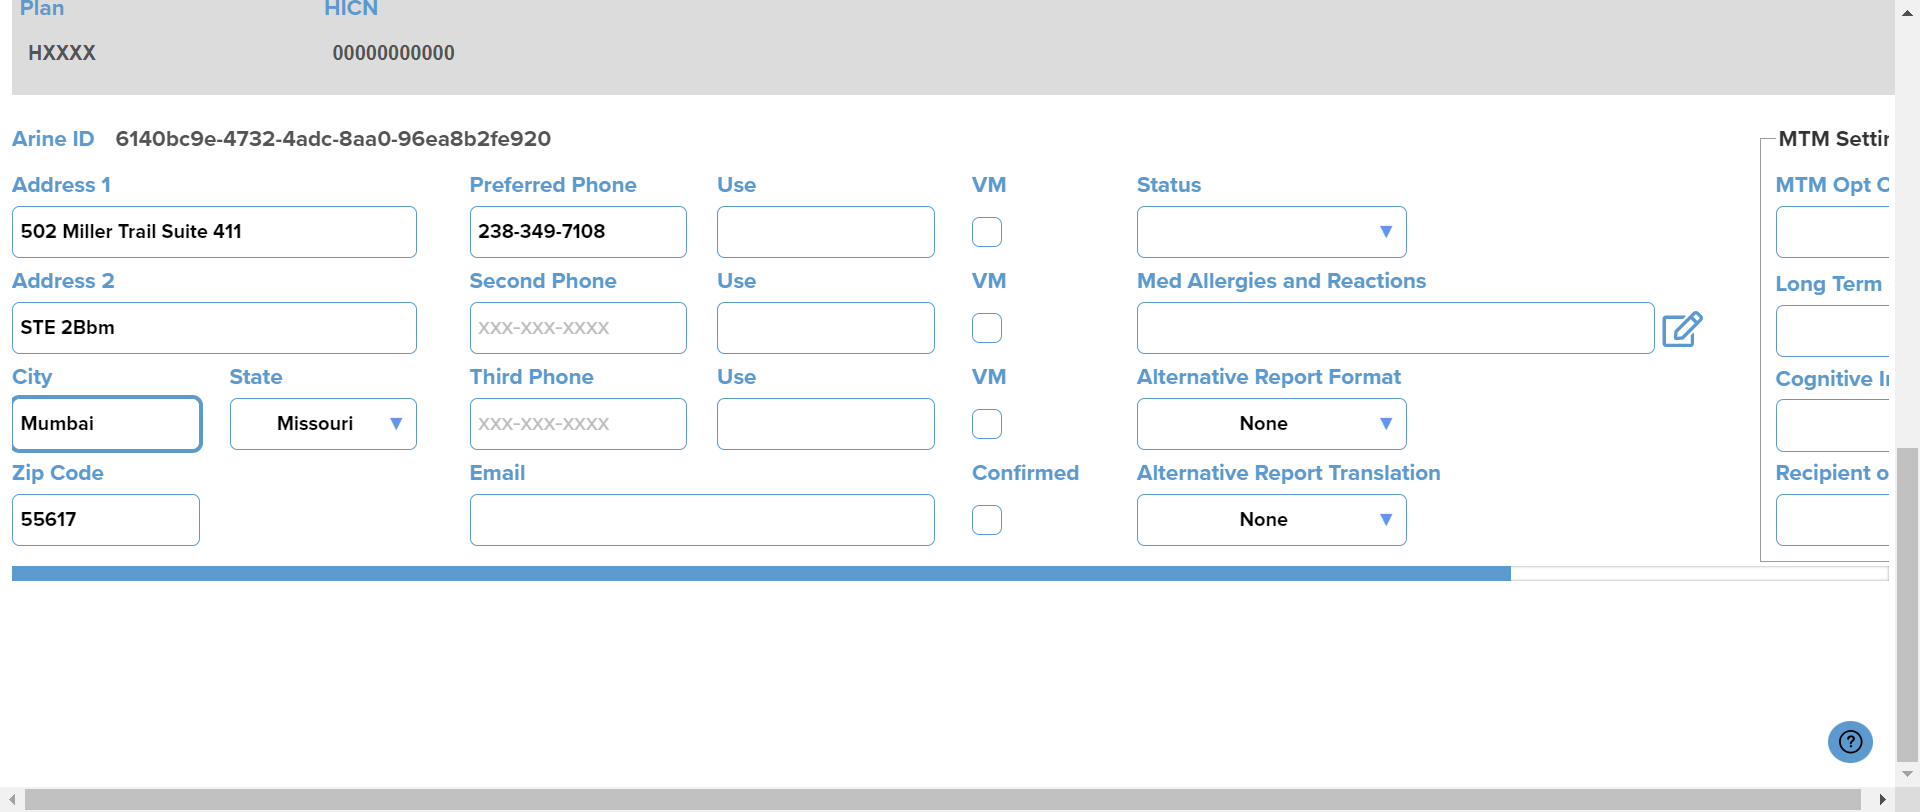 Plan HICN
HXXXX 00000000000
Arine ID 6140bc9e-4732-4adc-8aa0-96ea8b2fe920
MTM Settin
Address 1 Preferred Phone Use VM Status MTM Opt O
502 Miller Trail Suite 411 238-349-7108
Address 2 Second Phone Use VM Med Allergies and Reactions Long Term
STE 2Bbm xxx-xxx-xxxx
City State Third Phone Use VM Alternative Report Format Cognitive
Mumbai Missouri xxx-xxx-xxxx None
Zip Code Email Confirmed Alternative Report Translation Recipient o
55617 None